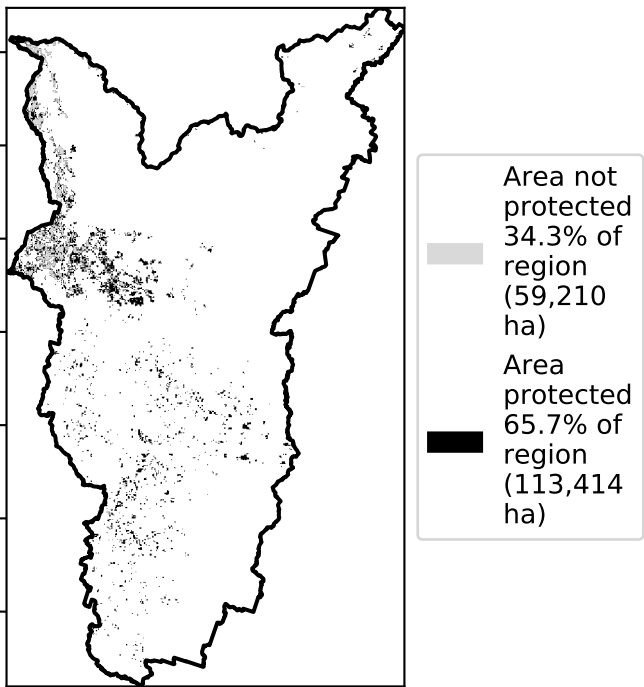 Area not
protected
34.3% of
region
(59,210
ha)
Area
protected
65.7% of
region
(113,414
ha)